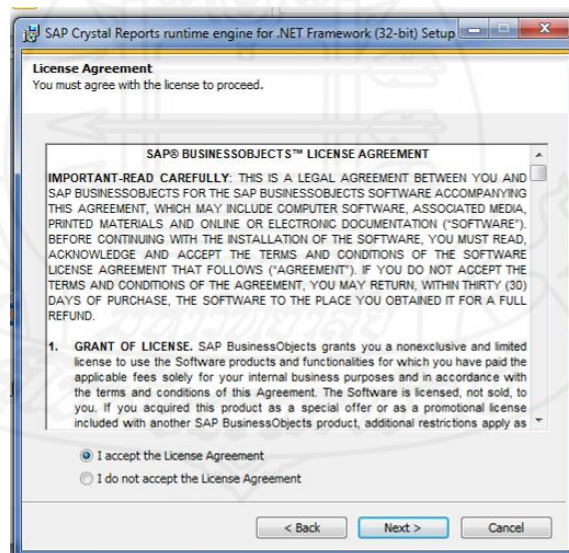 SAP Crystal Reports runtime engine for .NET Framework (32-bit) Setup
License Agreement
You must agree with the license to proceed.
SAP® BUSINESSOBJECTS™ LICENSE AGREEMENT
IMPORTANT-READ CAREFULLY: THIS IS A LEGAL AGREEMENT BETWEEN YOU AND
SAP BUSINESSOBJECTS FOR THE SAP BUSINESSOBJECTS SOFTWARE ACCOMPANYING
THIS AGREEMENT, WHICH MAY INCLUDE COMPUTER SOFTWARE, ASSOCIATED MEDIA,
PRINTED MATERIALS AND ONLINE OR ELECTRONIC DOCUMENTATION ("SOFTWARE").
BEFORE CONTINUING WITH THE INSTALLATION OF THE SOFTWARE, YOU MUST READ,
ACKNOWLEDGE AND ACCEPT THE TERMS AND CONDITIONS OF THE SOFTWARE
LICENSE AGREEMENT THAT FOLLOWS ("AGREEMENT"). IF YOU DO NOT ACCEPT THE
TERMS AND CONDITIONS OF THE AGREEMENT, YOU MAY RETURN, WITHIN THIRTY (30)
DAYS OF PURCHASE, THE SOFTWARE TO THE PLACE YOU OBTAINED IT FOR A FULL
REFUND.
1. GRANT OF LICENSE. SAP BusinessObjects grants you a nonexclusive and limited
license to use the Software products and functionalities for which you have paid the
applicable fees solely for your internal business purposes and in accordance with
the terms and conditions of this Agreement. The Software is licensed, not sold, to
you. If you acquired this product as a special offer or as a promotional license
included with another SAP BusinessObjects product, additional restrictions apply as
I accept the License Agreement
I do not accept the License Agreement
< Back
Next >
Cancel